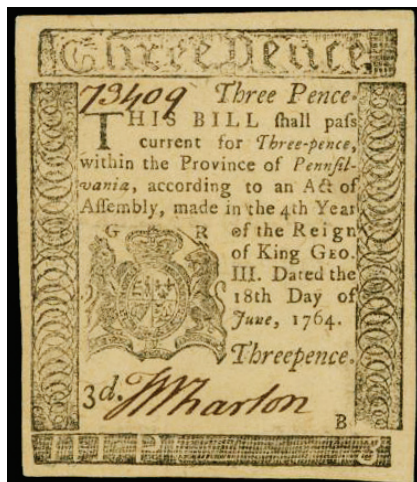 Three Pence.
73409 Three Pence.
THIS BILL ſhall paſs
current for Three-pence,
within the Province of Pennſil-
vania, according to an Act of
Aſſembly, made in the 4th Year
G R of the Reign
of King GEO.
III. Dated the
18th Day of
June, 1764.
Threepence.
3d. Wharton
B